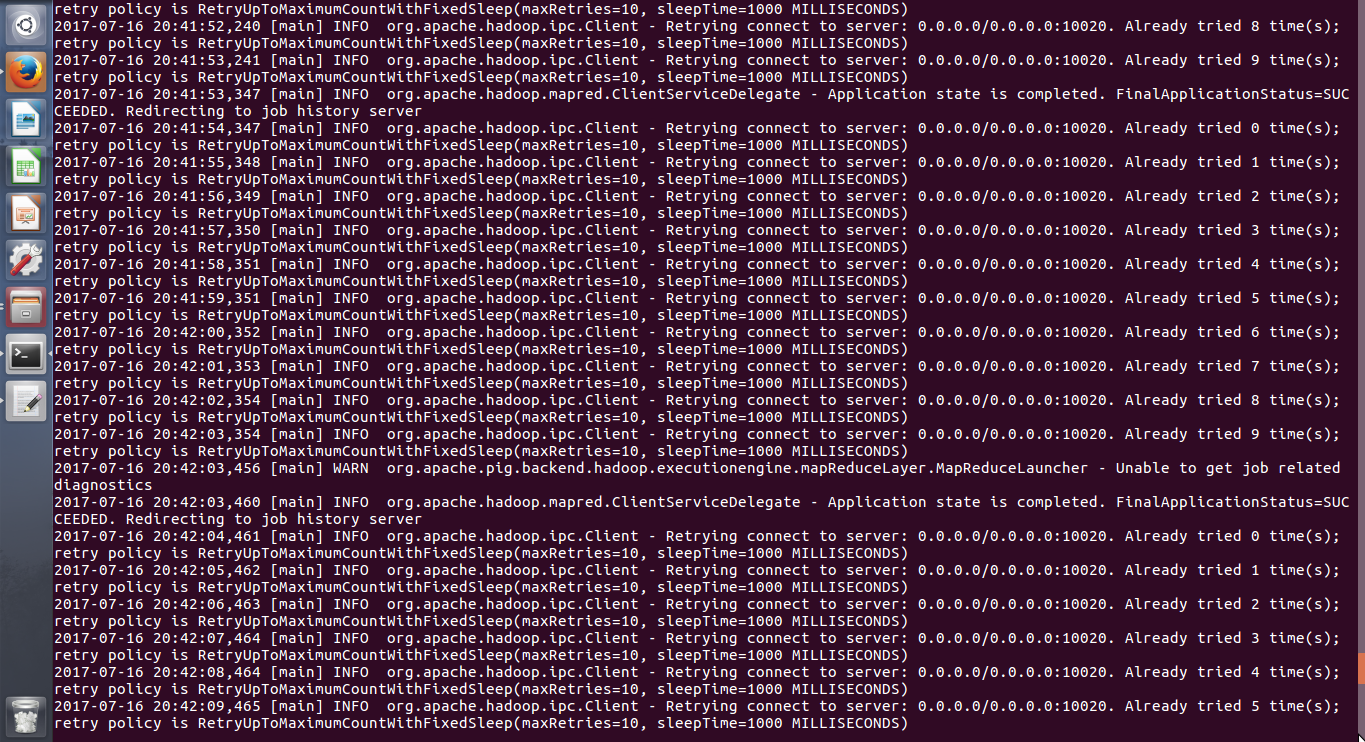 retry policy is RetryUpToMaximumCountWithFixedSleep(maxRetries=10, sleepTime=1000 MILLISECONDS)
2017-07-16 20:41:52,240 [main] INFO  org.apache.hadoop.ipc.Client - Retrying connect to server: 0.0.0.0/0.0.0.0:10020. Already tried 8 time(s);
retry policy is RetryUpToMaximumCountWithFixedSleep(maxRetries=10, sleepTime=1000 MILLISECONDS)
2017-07-16 20:41:53,241 [main] INFO  org.apache.hadoop.ipc.Client - Retrying connect to server: 0.0.0.0/0.0.0.0:10020. Already tried 9 time(s);
retry policy is RetryUpToMaximumCountWithFixedSleep(maxRetries=10, sleepTime=1000 MILLISECONDS)
2017-07-16 20:41:53,347 [main] INFO  org.apache.hadoop.mapred.ClientServiceDelegate - Application state is completed. FinalApplicationStatus=SUC
CEEDED. Redirecting to job history server
2017-07-16 20:41:54,347 [main] INFO  org.apache.hadoop.ipc.Client - Retrying connect to server: 0.0.0.0/0.0.0.0:10020. Already tried 0 time(s);
retry policy is RetryUpToMaximumCountWithFixedSleep(maxRetries=10, sleepTime=1000 MILLISECONDS)
2017-07-16 20:41:55,348 [main] INFO  org.apache.hadoop.ipc.Client - Retrying connect to server: 0.0.0.0/0.0.0.0:10020. Already tried 1 time(s);
retry policy is RetryUpToMaximumCountWithFixedSleep(maxRetries=10, sleepTime=1000 MILLISECONDS)
2017-07-16 20:41:56,349 [main] INFO  org.apache.hadoop.ipc.Client - Retrying connect to server: 0.0.0.0/0.0.0.0:10020. Already tried 2 time(s);
retry policy is RetryUpToMaximumCountWithFixedSleep(maxRetries=10, sleepTime=1000 MILLISECONDS)
2017-07-16 20:41:57,350 [main] INFO  org.apache.hadoop.ipc.Client - Retrying connect to server: 0.0.0.0/0.0.0.0:10020. Already tried 3 time(s);
retry policy is RetryUpToMaximumCountWithFixedSleep(maxRetries=10, sleepTime=1000 MILLISECONDS)
2017-07-16 20:41:58,351 [main] INFO  org.apache.hadoop.ipc.Client - Retrying connect to server: 0.0.0.0/0.0.0.0:10020. Already tried 4 time(s);
retry policy is RetryUpToMaximumCountWithFixedSleep(maxRetries=10, sleepTime=1000 MILLISECONDS)
2017-07-16 20:41:59,351 [main] INFO  org.apache.hadoop.ipc.Client - Retrying connect to server: 0.0.0.0/0.0.0.0:10020. Already tried 5 time(s);
retry policy is RetryUpToMaximumCountWithFixedSleep(maxRetries=10, sleepTime=1000 MILLISECONDS)
2017-07-16 20:42:00,352 [main] INFO  org.apache.hadoop.ipc.Client - Retrying connect to server: 0.0.0.0/0.0.0.0:10020. Already tried 6 time(s);
retry policy is RetryUpToMaximumCountWithFixedSleep(maxRetries=10, sleepTime=1000 MILLISECONDS)
2017-07-16 20:42:01,353 [main] INFO  org.apache.hadoop.ipc.Client - Retrying connect to server: 0.0.0.0/0.0.0.0:10020. Already tried 7 time(s);
retry policy is RetryUpToMaximumCountWithFixedSleep(maxRetries=10, sleepTime=1000 MILLISECONDS)
2017-07-16 20:42:02,354 [main] INFO  org.apache.hadoop.ipc.Client - Retrying connect to server: 0.0.0.0/0.0.0.0:10020. Already tried 8 time(s);
retry policy is RetryUpToMaximumCountWithFixedSleep(maxRetries=10, sleepTime=1000 MILLISECONDS)
2017-07-16 20:42:03,354 [main] INFO  org.apache.hadoop.ipc.Client - Retrying connect to server: 0.0.0.0/0.0.0.0:10020. Already tried 9 time(s);
retry policy is RetryUpToMaximumCountWithFixedSleep(maxRetries=10, sleepTime=1000 MILLISECONDS)
2017-07-16 20:42:03,456 [main] WARN  org.apache.pig.backend.hadoop.executionengine.mapReduceLayer.MapReduceLauncher - Unable to get job related
diagnostics
2017-07-16 20:42:03,460 [main] INFO  org.apache.hadoop.mapred.ClientServiceDelegate - Application state is completed. FinalApplicationStatus=SUC
CEEDED. Redirecting to job history server
2017-07-16 20:42:04,461 [main] INFO  org.apache.hadoop.ipc.Client - Retrying connect to server: 0.0.0.0/0.0.0.0:10020. Already tried 0 time(s);
retry policy is RetryUpToMaximumCountWithFixedSleep(maxRetries=10, sleepTime=1000 MILLISECONDS)
2017-07-16 20:42:05,462 [main] INFO  org.apache.hadoop.ipc.Client - Retrying connect to server: 0.0.0.0/0.0.0.0:10020. Already tried 1 time(s);
retry policy is RetryUpToMaximumCountWithFixedSleep(maxRetries=10, sleepTime=1000 MILLISECONDS)
2017-07-16 20:42:06,463 [main] INFO  org.apache.hadoop.ipc.Client - Retrying connect to server: 0.0.0.0/0.0.0.0:10020. Already tried 2 time(s);
retry policy is RetryUpToMaximumCountWithFixedSleep(maxRetries=10, sleepTime=1000 MILLISECONDS)
2017-07-16 20:42:07,464 [main] INFO  org.apache.hadoop.ipc.Client - Retrying connect to server: 0.0.0.0/0.0.0.0:10020. Already tried 3 time(s);
retry policy is RetryUpToMaximumCountWithFixedSleep(maxRetries=10, sleepTime=1000 MILLISECONDS)
2017-07-16 20:42:08,464 [main] INFO  org.apache.hadoop.ipc.Client - Retrying connect to server: 0.0.0.0/0.0.0.0:10020. Already tried 4 time(s);
retry policy is RetryUpToMaximumCountWithFixedSleep(maxRetries=10, sleepTime=1000 MILLISECONDS)
2017-07-16 20:42:09,465 [main] INFO  org.apache.hadoop.ipc.Client - Retrying connect to server: 0.0.0.0/0.0.0.0:10020. Already tried 5 time(s);
retry policy is RetryUpToMaximumCountWithFixedSleep(maxRetries=10, sleepTime=1000 MILLISECONDS)